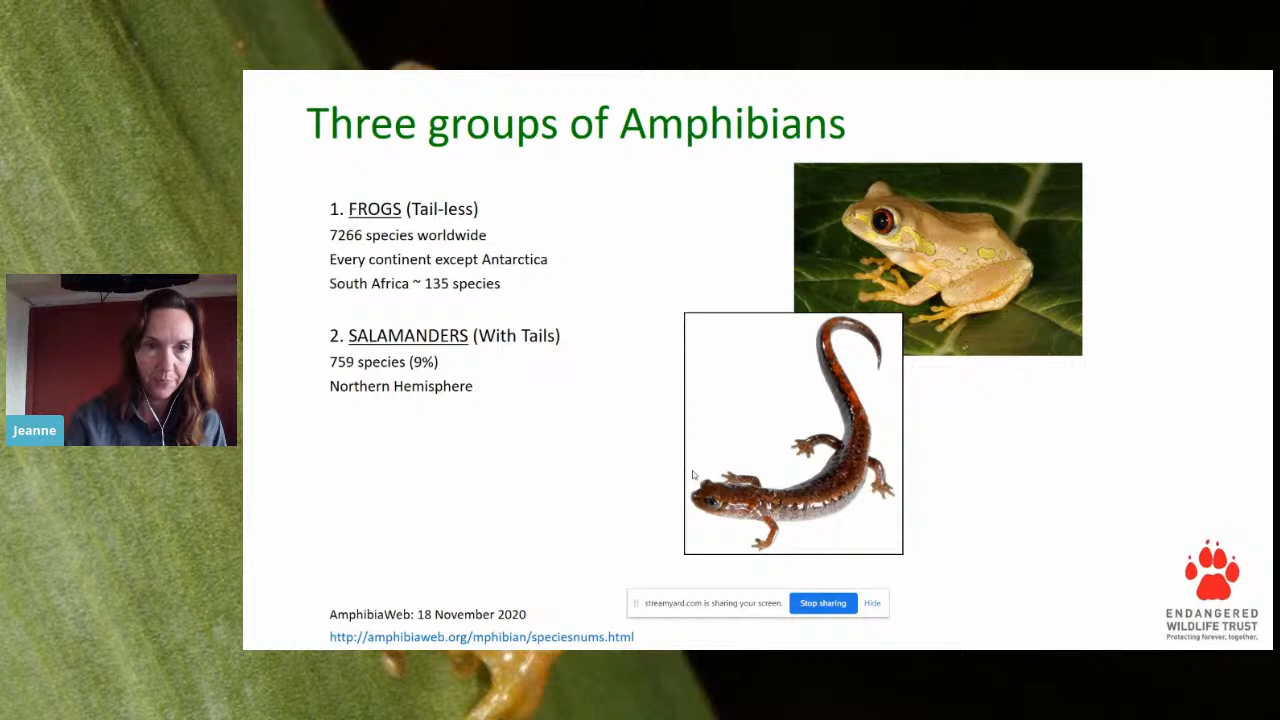 Three groups of Amphibians
1. FROGS (Tail-less)
7266 species worldwide
Every continent except Antarctica
South Africa ~ 135 species
2. SALAMANDERS (With Tails)
759 species (9%)
Northern Hemisphere
Jeanne
AmphibiaWeb: 18 November 2020
http://amphibiaweb.org/mphibian/speciesnums.html
streamyard.com is sharing your screen.
Stop sharing
Hide
ENDANGERED
WILDLIFE TRUST
Protecting forever, together.